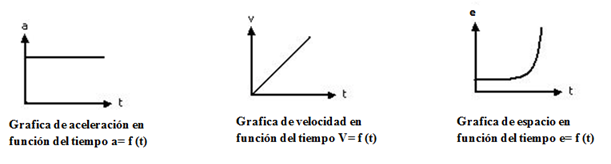 a
t
Grafica de aceleración en
función del tiempo a= f (t)
v
t
Grafica de velocidad en
función del tiempo V= f (t)
e
t
Grafica de espacio en
función del tiempo e= f (t)